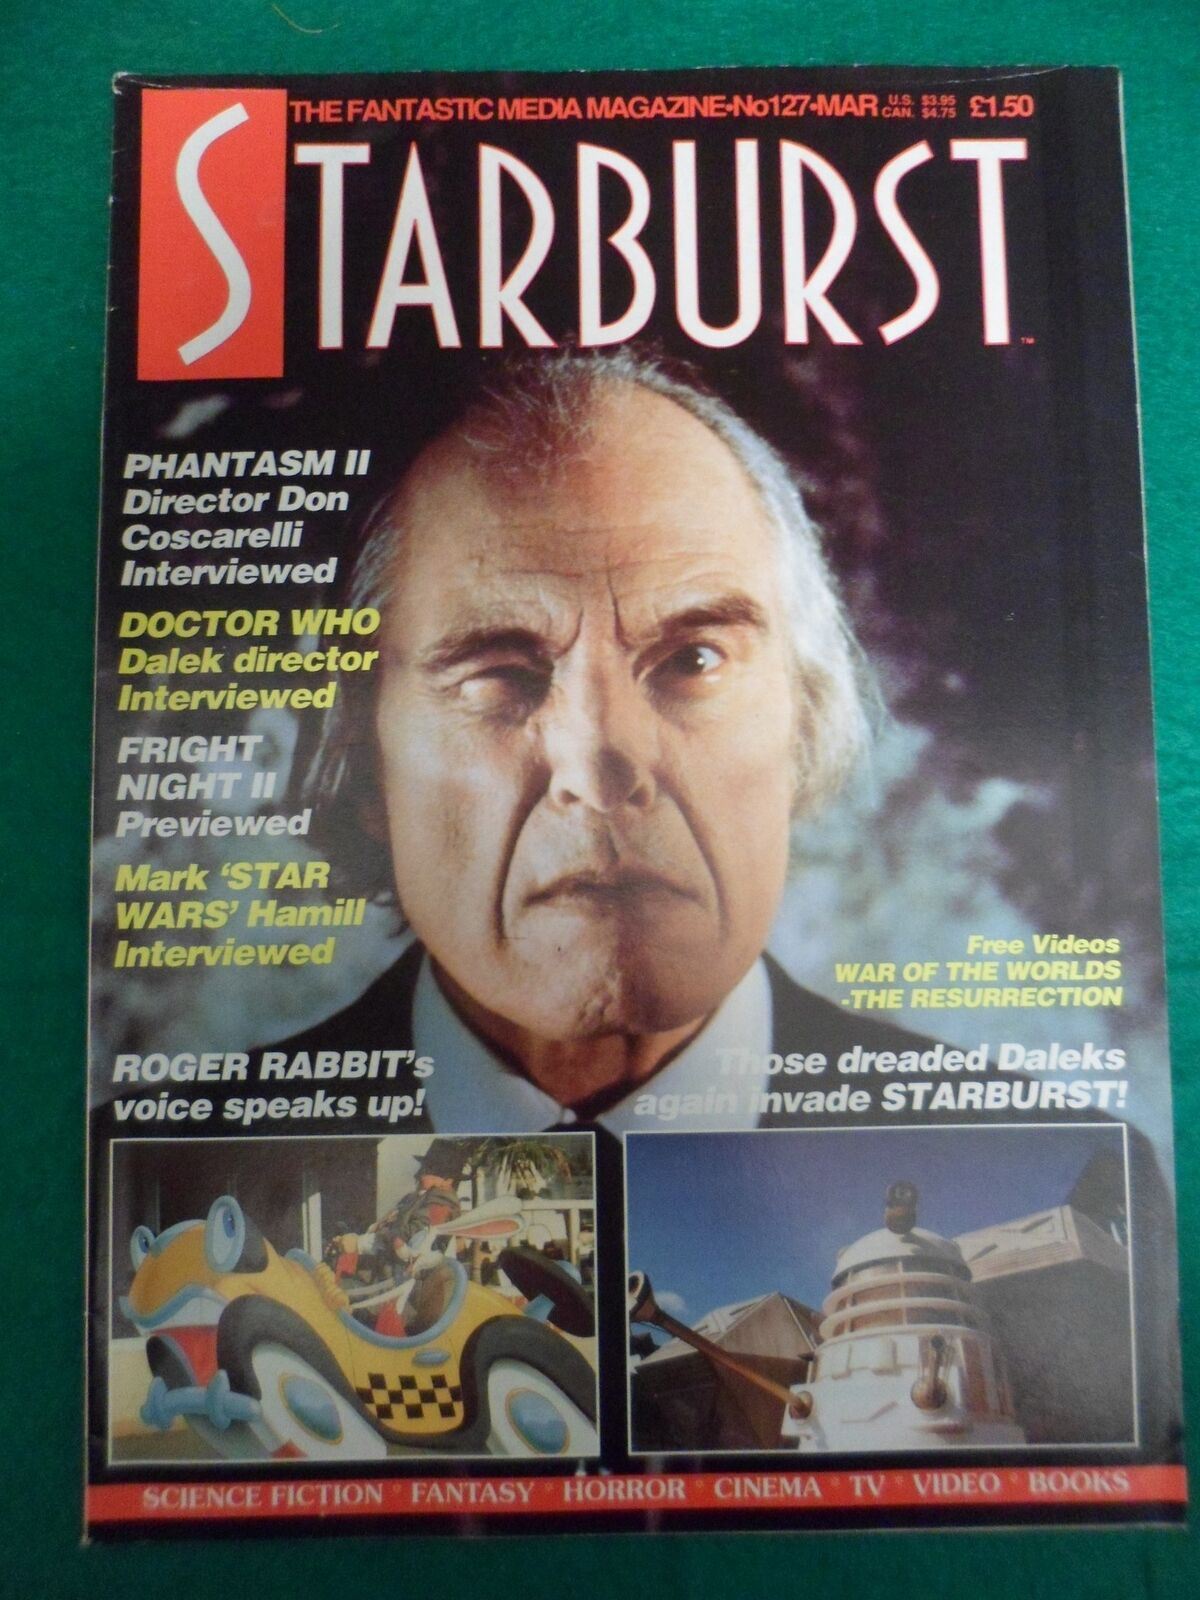 THE FANTASTIC MEDIA MAGAZINE•No127•MAR U.S. $3.95 CAN. $4.75 £1.50
STARBURST™
PHANTASM II
Director Don
Coscarelli
Interviewed
DOCTOR WHO
Dalek director
Interviewed
FRIGHT
NIGHT II
Previewed
Mark ‘STAR
WARS’ Hamill
Interviewed
Free Videos
WAR OF THE WORLDS
-THE RESURRECTION
ROGER RABBIT's
voice speaks up!
Those dreaded Daleks
again invade STARBURST!
SCIENCE FICTION * FANTASY * HORROR * CINEMA * TV * VIDEO * BOOKS